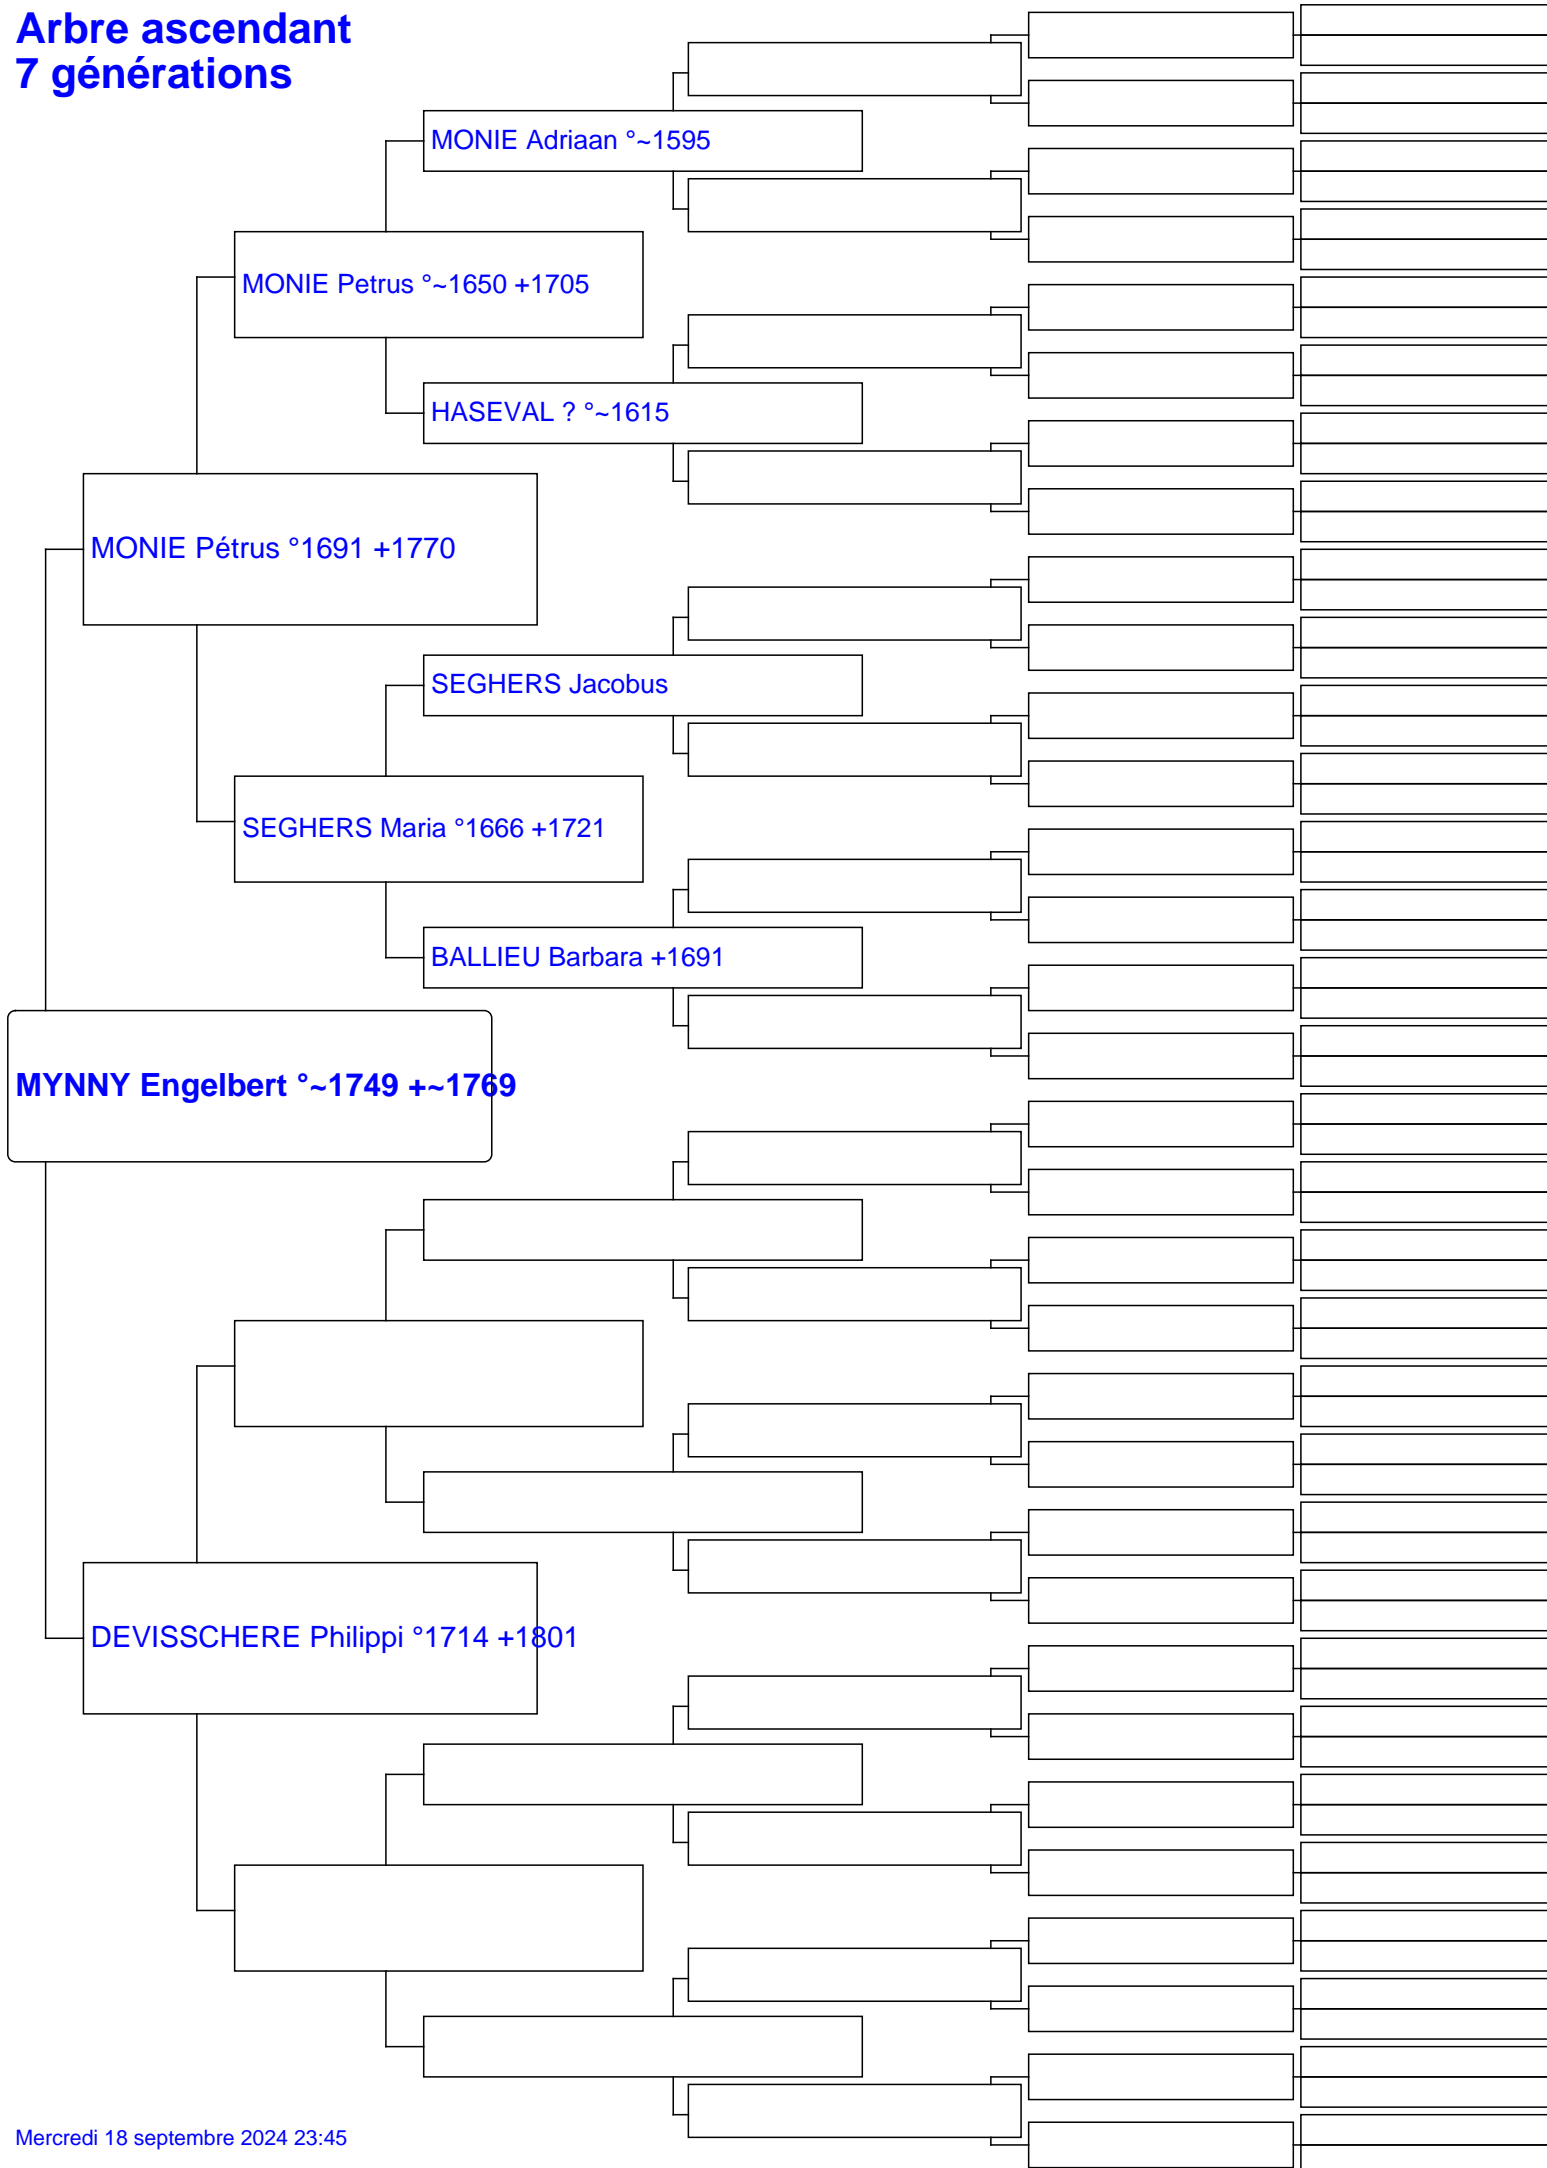 Arbre ascendant
7 générations
MONIE Adriaan °~1595
MONIE Petrus °~1650 +1705
HASEVAL ? °~1615
MONIE Pétrus °1691 +1770
SEGHERS Jacobus
SEGHERS Maria °1666 +1721
BALLIEU Barbara +1691
MYNNY Engelbert °~1749 +~1769
DEVISSCHERE Philippi °1714 +1801
Mercredi 18 septembre 2024 23:45